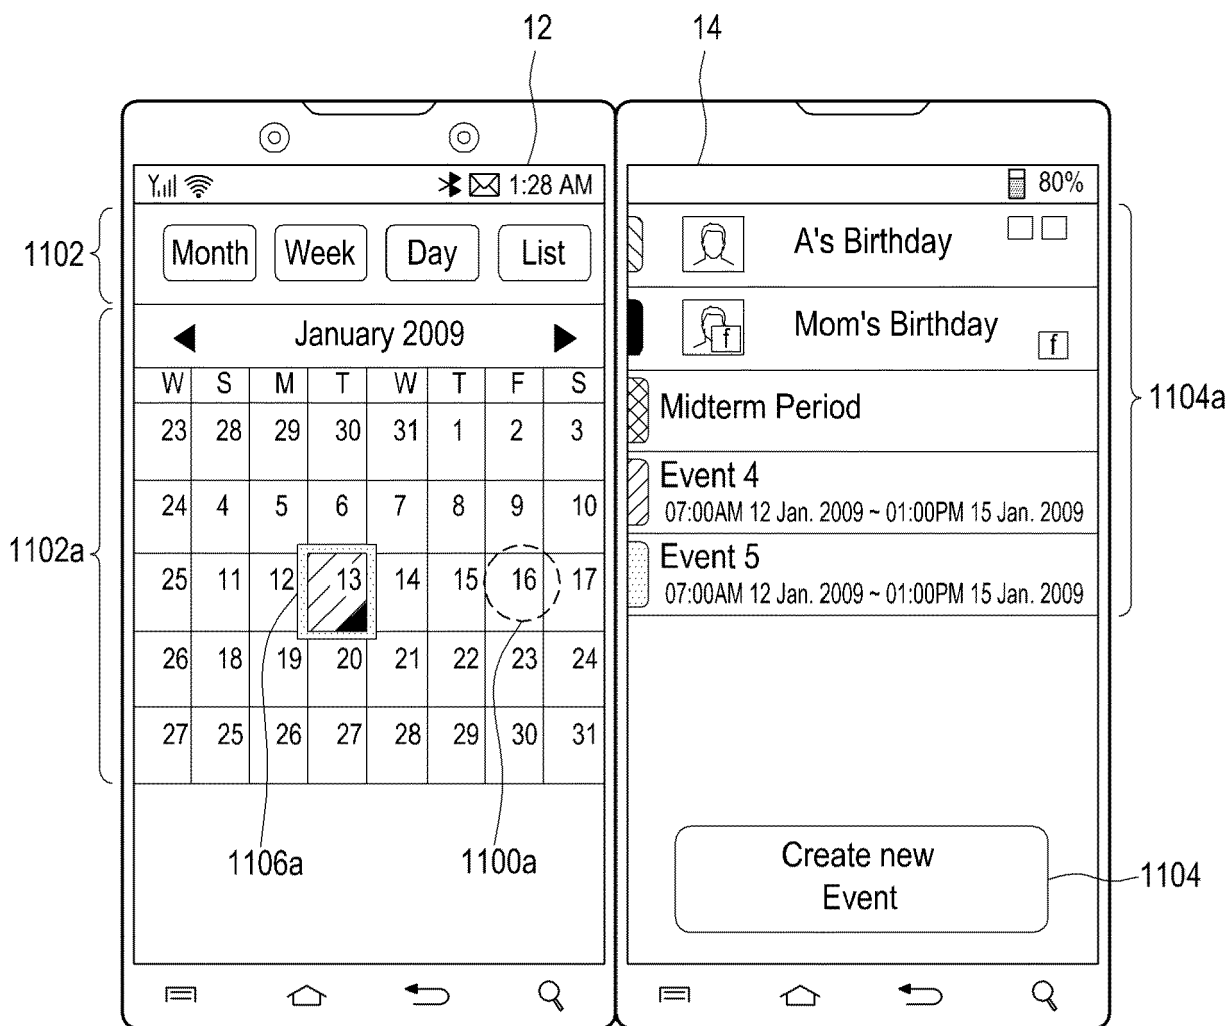 12
14
1:28 AM
80%
1102
Month Week Day List
A's Birthday
Mom's Birthday
f
f
1104a
1102a
January 2009
W S M T W T F S
23 28 29 30 31 1 2 3
24 4 5 6 7 8 9 10
25 11 12 13 14 15 16 17
26 18 19 20 21 22 23 24
27 25 26 27 28 29 30 31
Midterm Period
Event 4
07:00AM 12 Jan. 2009 ~ 01:00PM 15 Jan. 2009
Event 5
07:00AM 12 Jan. 2009 ~ 01:00PM 15 Jan. 2009
1106a
1100a
Create new
Event
1104